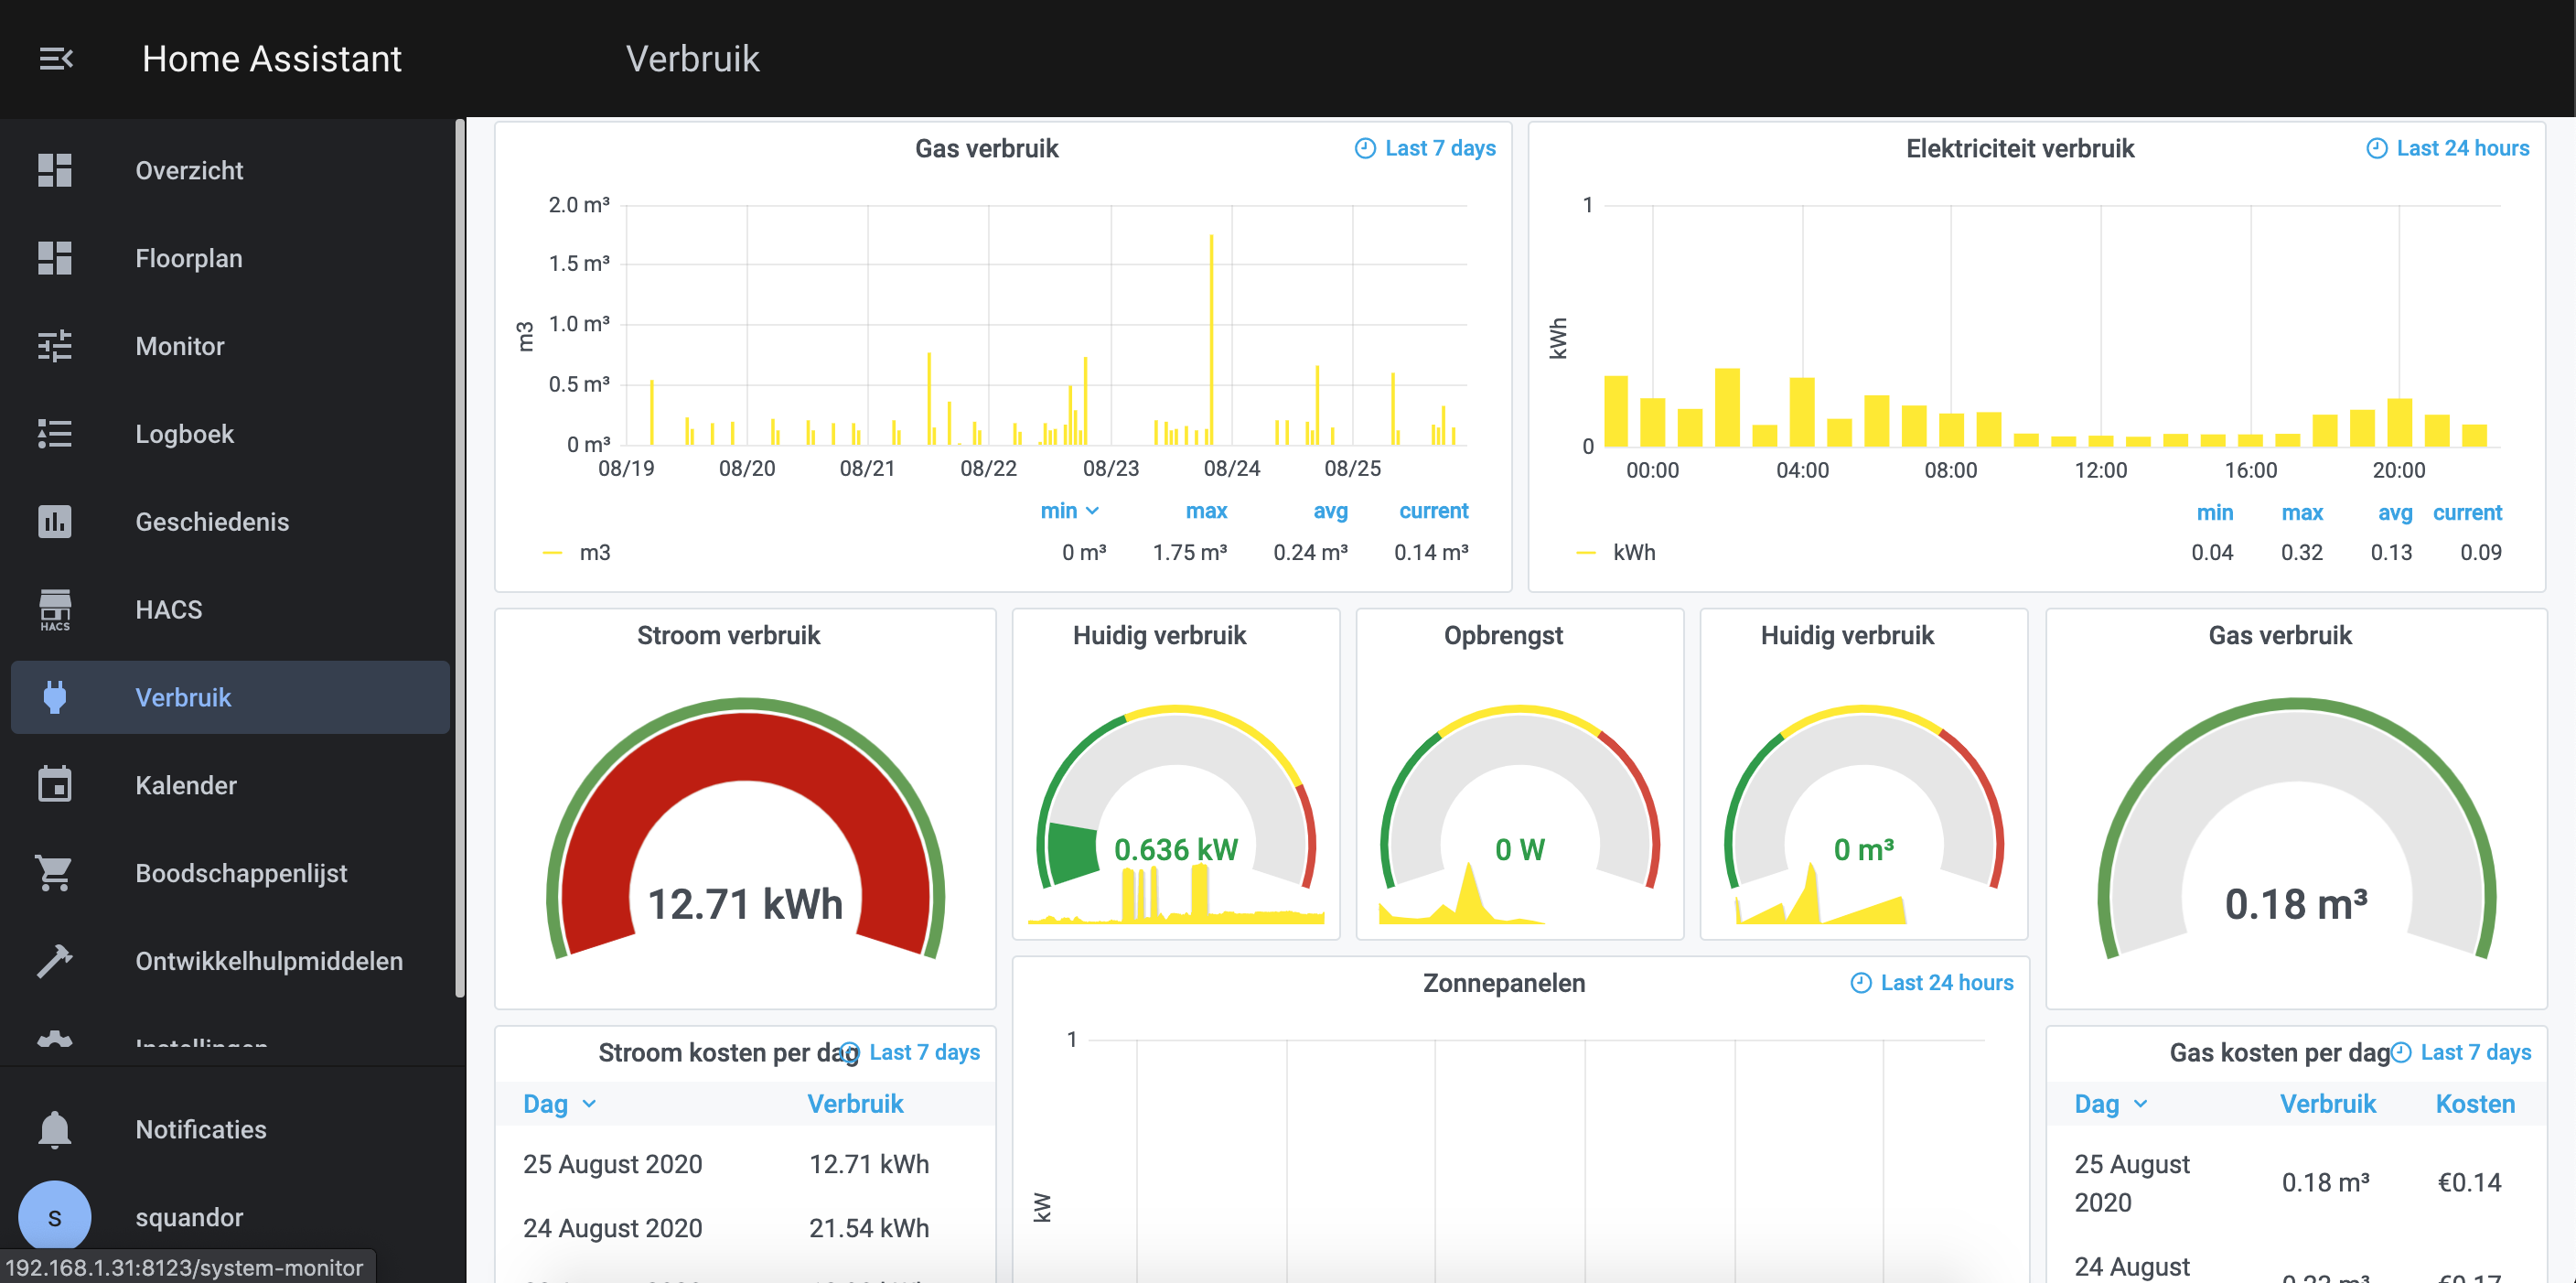 Home Assistant
Verbruik
Overzicht
Floorplan
Monitor
Logboek
Geschiedenis
HACS
HACS
Verbruik
Kalender
Boodschappenlijst
Ontwikkelhulpmiddelen
Instellingen
Notificaties
s
squandor
192.168.1.31:8123/system-monitor
Gas verbruik
Last 7 days
2.0 m³
1.5 m³
1.0 m³
0.5 m³
0 m³
m3
08/19 08/20 08/21 08/22 08/23 08/24 08/25
min max avg current
m3 0 m³ 1.75 m³ 0.24 m³ 0.14 m³
Elektriciteit verbruik
Last 24 hours
1
kWh
0
00:00 04:00 08:00 12:00 16:00 20:00
min max avg current
kWh 0.04 0.32 0.13 0.09
Stroom verbruik
12.71 kWh
Huidig verbruik
0.636 kW
Opbrengst
0 W
Huidig verbruik
0 m³
Gas verbruik
0.18 m³
Stroom kosten per dag
Last 7 days
Dag Verbruik
25 August 2020 12.71 kWh
24 August 2020 21.54 kWh
Zonnepanelen
Last 24 hours
1
kW
Gas kosten per dag
Last 7 days
Dag Verbruik Kosten
25 August
2020
0.18 m³ €0.14
24 August